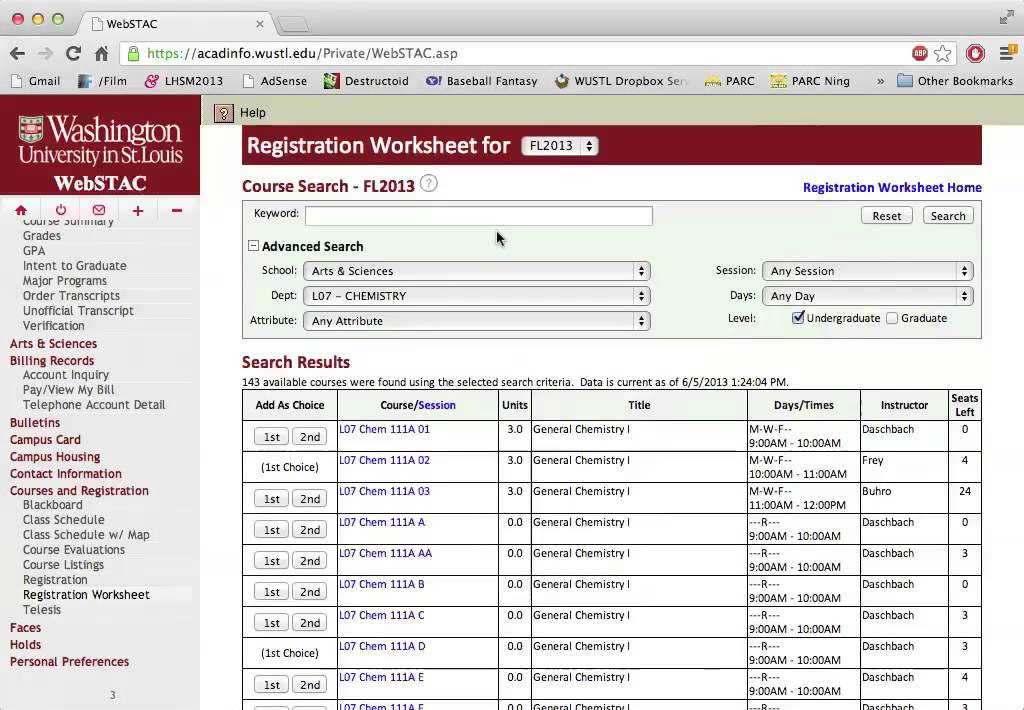 WebSTAC
https://acadinfo.wustl.edu/Private/WebSTAC.asp
ABP
Gmail /Film LHSM2013 AdSense Destructoid Baseball Fantasy WUSTL Dropbox Serv PARC PARC Ning » Other Bookmarks
? Help
Washington
University in St.Louis
WebSTAC
Course Summary
Grades
GPA
Intent to Graduate
Major Programs
Order Transcripts
Unofficial Transcript
Verification
Arts & Sciences
Billing Records
Account Inquiry
Pay/View My Bill
Telephone Account Detail
Bulletins
Campus Card
Campus Housing
Contact Information
Courses and Registration
Blackboard
Class Schedule
Class Schedule w/ Map
Course Evaluations
Course Listings
Registration
Registration Worksheet
Telesis
Faces
Holds
Personal Preferences
3
Registration Worksheet for FL2013
Course Search - FL2013 ?
Registration Worksheet Home
Keyword: Reset Search
Advanced Search
School: Arts & Sciences Session: Any Session
Dept: L07 - CHEMISTRY Days: Any Day
Attribute: Any Attribute Level: Undergraduate Graduate
Search Results
143 available courses were found using the selected search criteria. Data is current as of 6/5/2013 1:24:04 PM.
Add As Choice Course/Session Units Title Days/Times Instructor Seats Left
1st 2nd L07 Chem 111A 01 3.0 General Chemistry I M-W-F-- Daschbach 0
9:00AM - 10:00AM
(1st Choice) L07 Chem 111A 02 3.0 General Chemistry I M-W-F-- Frey 4
10:00AM - 11:00AM
1st 2nd L07 Chem 111A 03 3.0 General Chemistry I M-W-F-- Buhro 24
11:00AM - 12:00PM
1st 2nd L07 Chem 111A A 0.0 General Chemistry I ---R--- Daschbach 0
9:00AM - 10:00AM
1st 2nd L07 Chem 111A AA 0.0 General Chemistry I ---R--- Daschbach 3
9:00AM - 10:00AM
1st 2nd L07 Chem 111A B 0.0 General Chemistry I ---R--- Daschbach 0
9:00AM - 10:00AM
1st 2nd L07 Chem 111A C 0.0 General Chemistry I ---R--- Daschbach 3
9:00AM - 10:00AM
(1st Choice) L07 Chem 111A D 0.0 General Chemistry I ---R--- Daschbach 3
9:00AM - 10:00AM
1st 2nd L07 Chem 111A E 0.0 General Chemistry I ---R--- Daschbach 4
9:00AM - 10:00AM
L07 Chem 111A F 0.0 General Chemistry I ---R--- Daschbach 3